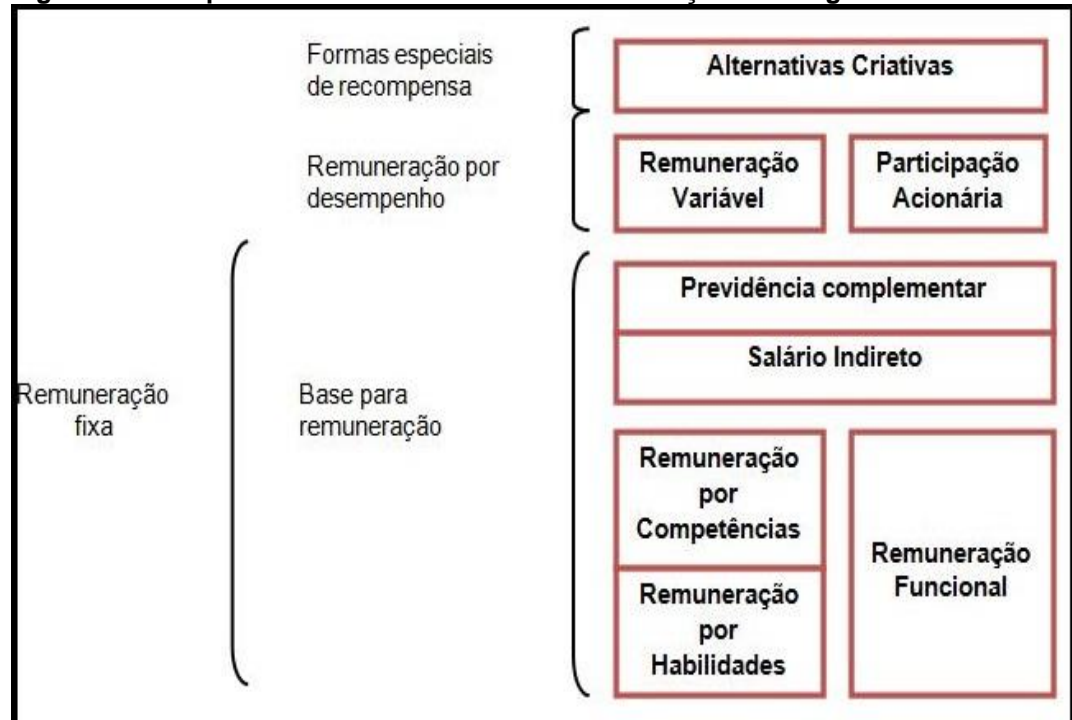 Formas especiais
de recompensa
Alternativas Criativas
Remuneração por
desempenho
Remuneração
Variável
Participação
Acionária
Previdência complementar
Salário Indireto
Remuneração
fixa
Base para
remuneração
Remuneração
por
Competências
Remuneração
por
Habilidades
Remuneração
Funcional